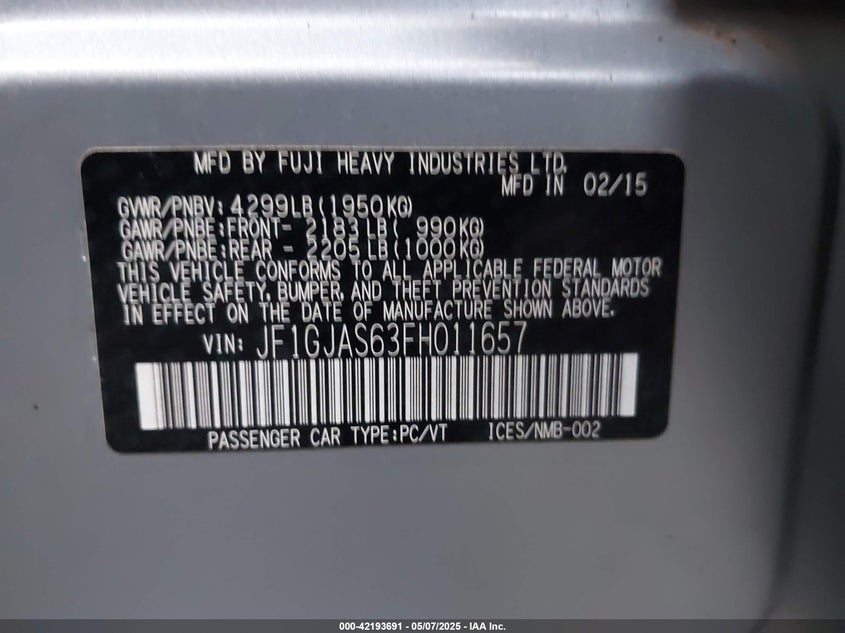 MFD BY FUJI HEAVY INDUSTRIES LTD.
MFD IN 02/15
GVWR/PNBV: 4299LB(1950KG)
GAWR/PNBE:FRONT- 2183LB( 990KG)
GAWR/PNBE:REAR - 2205LB(1000KG)
THIS VEHICLE CONFORMS TO ALL APPLICABLE FEDERAL MOTOR
VEHICLE SAFETY, BUMPER, AND THEFT PREVENTION STANDARDS
IN EFFECT ON THE DATE OF MANUFACTURE SHOWN ABOVE.
VIN: JF1GJAS63FH011657
PASSENGER CAR TYPE:PC/VT ICES/NMB-002
000-42193691 - 05/07/2025 - IAA Inc.